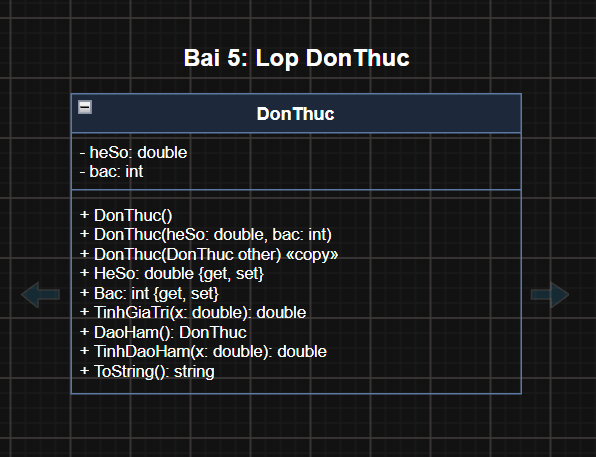 Bai 5: Lop DonThuc
DonThuc
- heSo: double
- bac: int
+ DonThuc()
+ DonThuc(heSo: double, bac: int)
+ DonThuc(DonThuc other) «copy»
+ HeSo: double {get, set}
+ Bac: int {get, set}
+ TinhGiaTri(x: double): double
+ DaoHam(): DonThuc
+ TinhDaoHam(x: double): double
+ ToString(): string